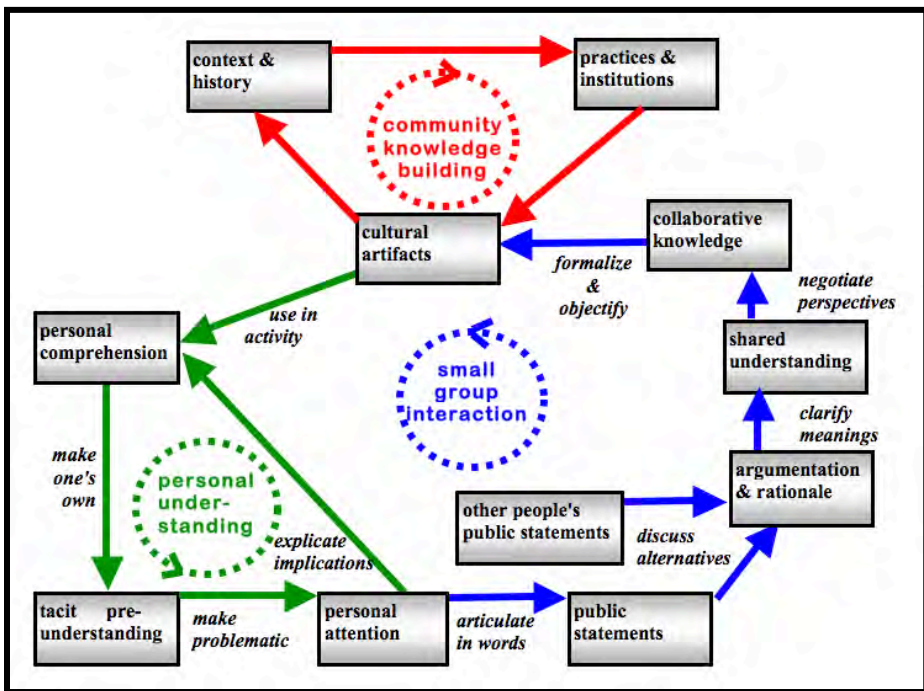 context &
history
practices &
institutions
community
knowledge
building
cultural
artifacts
collaborative
knowledge
formalize
&
objectify
negotiate
perspectives
use in
activity
personal
comprehension
shared
understanding
small
group
interaction
clarify
meanings
make
one's
own
personal
under-
standing
argumentation
& rationale
other people's
public statements
discuss
alternatives
explicate
implications
tacit pre-
understanding
make
problematic
personal
attention
articulate
in words
public
statements